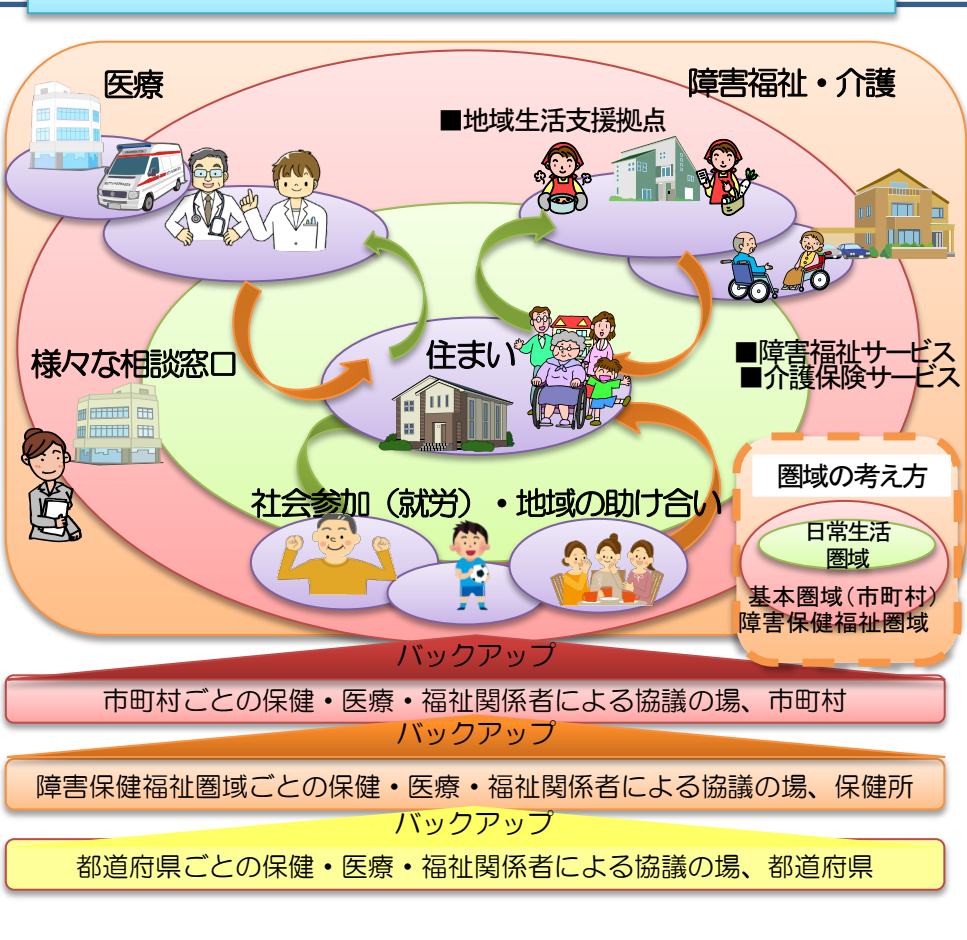 医療
障害福祉・介護
■地域生活支援拠点
様々な相談窓口
住まい
■障害福祉サービス
■介護保険サービス
社会参加（就労）・地域の助け合い
圏域の考え方
日常生活
圏域
基本圏域（市町村）
障害保健福祉圏域
バックアップ
市町村ごとの保健・医療・福祉関係者による協議の場、市町村
バックアップ
障害保健福祉圏域ごとの保健・医療・福祉関係者による協議の場、保健所
バックアップ
都道府県ごとの保健・医療・福祉関係者による協議の場、都道府県